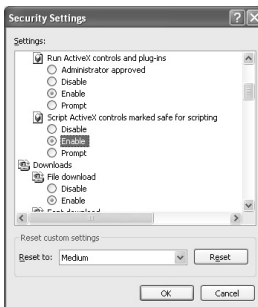 Security Settings
Settings:
Run ActiveX controls and plug-ins
Administrator approved
Disable
Enable
Prompt
Script ActiveX controls marked safe for scripting
Disable
Enable
Prompt
Downloads
File download
Disable
Enable
Font download
Reset custom settings
Reset to: Medium Reset
OK Cancel